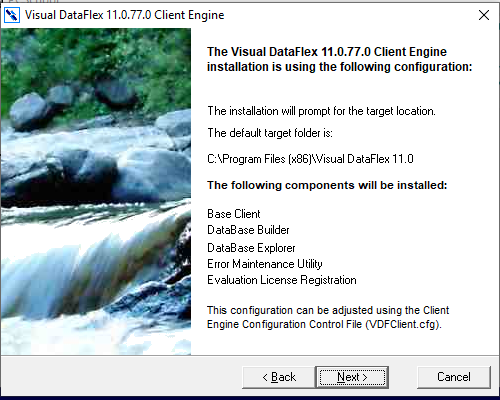 Visual DataFlex 11.0.77.0 Client Engine
The Visual DataFlex 11.0.77.0 Client Engine
installation is using the following configuration:
The installation will prompt for the target location.
The default target folder is:
C:\Program Files (x86)\Visual DataFlex 11.0
The following components will be installed:
Base Client
DataBase Builder
DataBase Explorer
Error Maintenance Utility
Evaluation License Registration
This configuration can be adjusted using the Client
Engine Configuration Control File (VDFClient.cfg).
< Back
Next >
Cancel